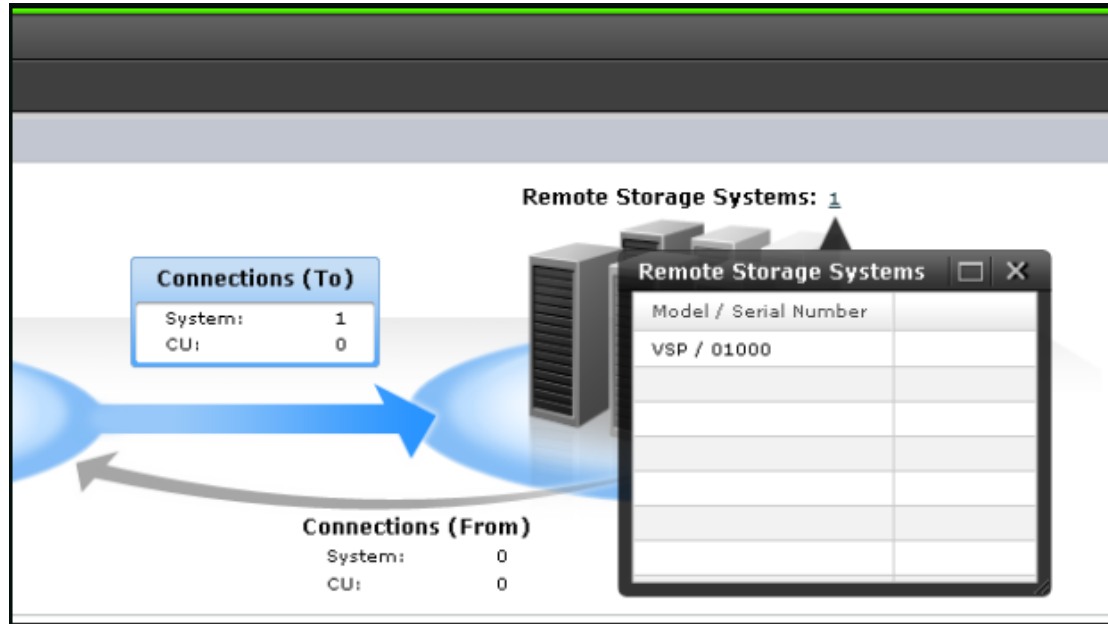 Remote Storage Systems: 1
Connections (To)
System: 1
CU: 0
Remote Storage Systems
Model / Serial Number
VSP / 01000
Connections (From)
System: 0
CU: 0